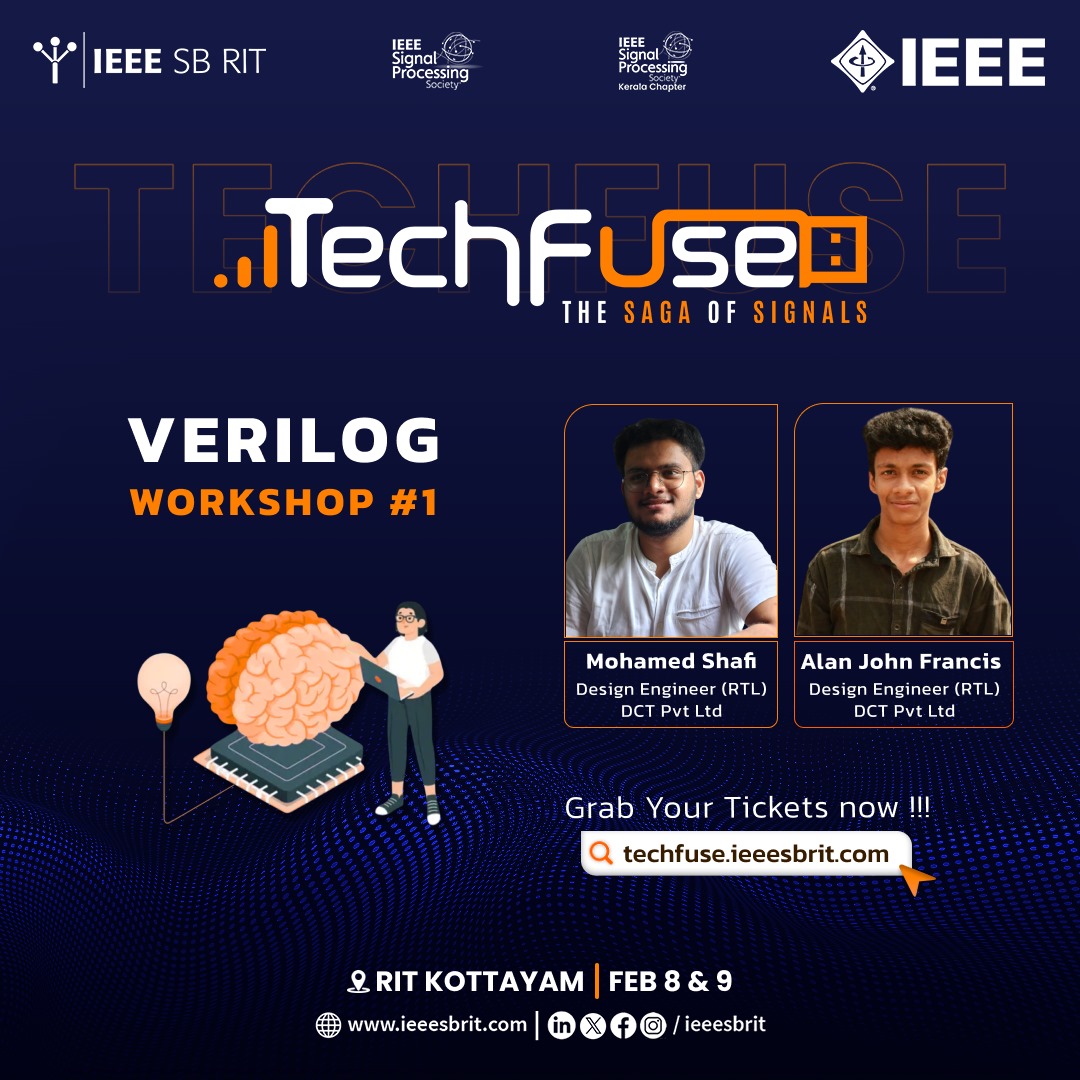 IEEE SB RIT
IEEE
Signal
Processing
Society
IEEE
Signal
Processing
Society
Kerala Chapter
IEEE
TECHFUSE
TechFuse
THE SAGA OF SIGNALS
VERILOG
WORKSHOP #1
Mohamed Shafi
Design Engineer (RTL)
DCT Pvt Ltd
Alan John Francis
Design Engineer (RTL)
DCT Pvt Ltd
Grab Your Tickets now !!!
techfuse.ieeesbrit.com
RIT KOTTAYAM | FEB 8 & 9
www.ieeesbrit.com | in X f / ieeesbrit